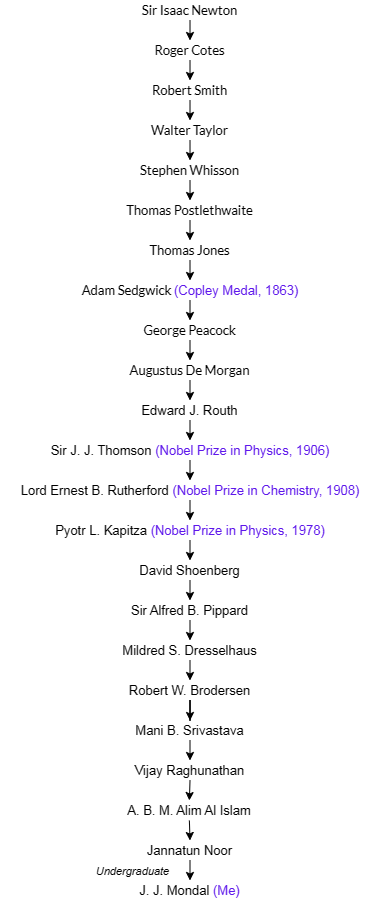 Sir Isaac Newton
Roger Cotes
Robert Smith
Walter Taylor
Stephen Whisson
Thomas Postlethwaite
Thomas Jones
Adam Sedgwick (Copley Medal, 1863)
George Peacock
Augustus De Morgan
Edward J. Routh
Sir J. J. Thomson (Nobel Prize in Physics, 1906)
Lord Ernest B. Rutherford (Nobel Prize in Chemistry, 1908)
Pyotr L. Kapitza (Nobel Prize in Physics, 1978)
David Shoenberg
Sir Alfred B. Pippard
Mildred S. Dresselhaus
Robert W. Brodersen
Mani B. Srivastava
Vijay Raghunathan
A. B. M. Alim Al Islam
Jannatun Noor
Undergraduate
J. J. Mondal (Me)